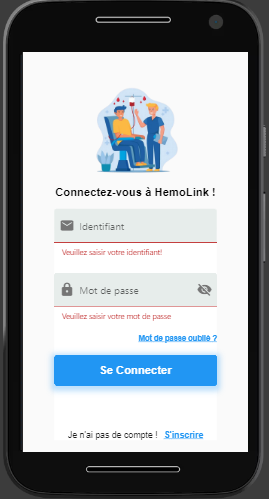 Connectez-vous à HemoLink !
Identifiant
Veuillez saisir votre identifiant!
Mot de passe
Veuillez saisir votre mot de passe
Mot de passe oublié ?
Se Connecter
Je n'ai pas de compte ! S'inscrire